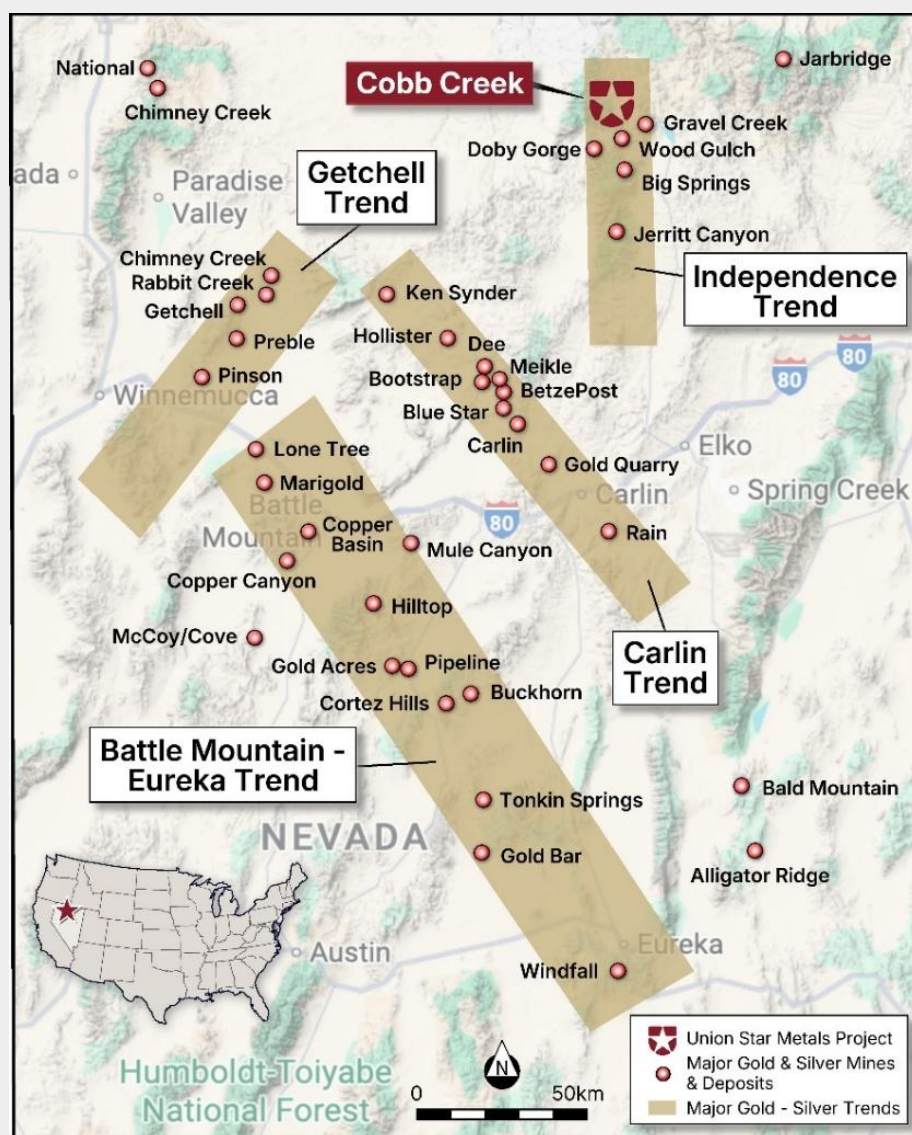 National
Chimney Creek
Cobb Creek
Jarbridge
Gravel Creek
Doby Gorge
Wood Gulch
Big Springs
Jerritt Canyon
Independence
Trend
ada
Paradise
Valley
Getchell
Trend
Chimney Creek
Rabbit Creek
Getchell
Preble
Pinson
Winnemucca
Ken Synder
Hollister
Dee
Meikle
Bootstrap
BetzePost
Blue Star
Carlin
80
80
Elko
Gold Quarry
Carlin
Spring Creek
Rain
Lone Tree
Marigold
Battle
Mountain
Copper
Basin
80
Mule Canyon
Copper Canyon
Hilltop
McCoy/Cove
Gold Acres
Pipeline
Buckhorn
Cortez Hills
Carlin
Trend
Battle Mountain -
Eureka Trend
Tonkin Springs
Bald Mountain
NEVADA
Gold Bar
Alligator Ridge
Austin
Eureka
Windfall
Humboldt-Toiyabe
National Forest
N
0 50km
Union Star Metals Project
Major Gold & Silver Mines
& Deposits
Major Gold - Silver Trends